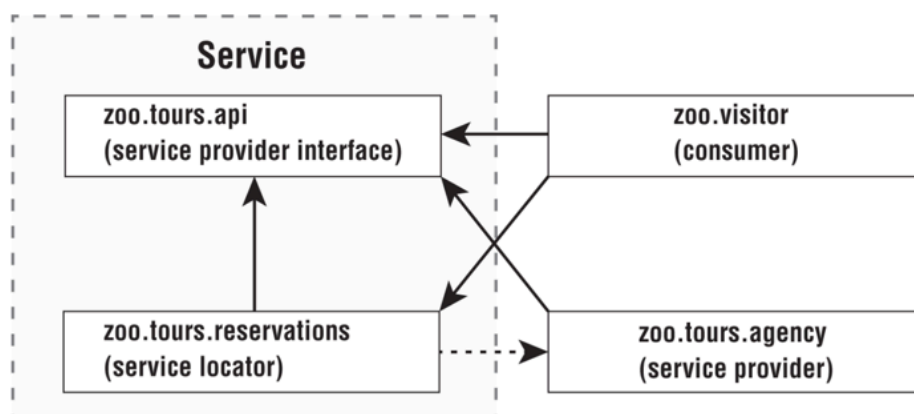 Service
zoo.tours.api
(service provider interface)
zoo.visitor
(consumer)
zoo.tours.reservations
(service locator)
zoo.tours.agency
(service provider)